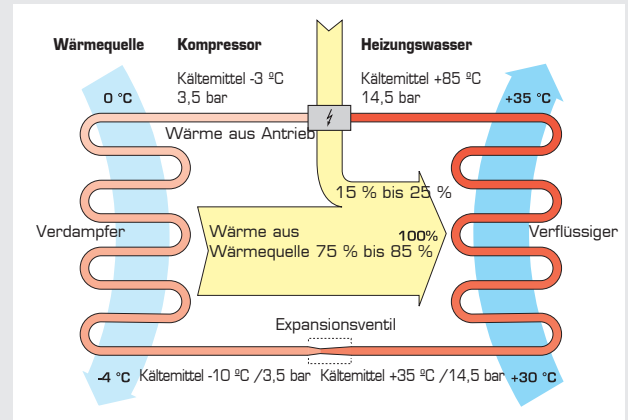 Wärmequelle
Kompressor
Heizungswasser
Kältemittel -3 ºC
3,5 bar
Kältemittel +85 ºC
14,5 bar
0 °C
+35 °C
Wärme aus Antrieb
15 % bis 25 %
Verdampfer
Wärme aus
Wärmequelle 75 % bis 85 %
100%
Verflüssiger
Expansionsventil
-4 °C
Kältemittel -10 ºC /3,5 bar
Kältemittel +35 ºC /14,5 bar
+30 °C